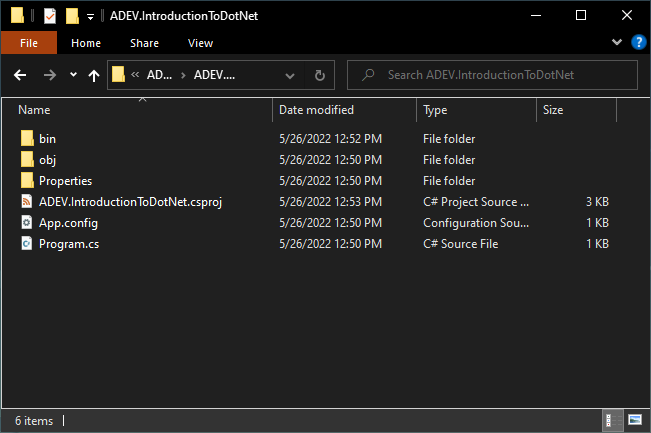 ADEV.IntroductionToDotNet
File Home Share View
« AD... › ADEV.... Search ADEV.IntroductionToDotNet
Name Date modified Type Size
bin 5/26/2022 12:52 PM File folder
obj 5/26/2022 12:50 PM File folder
Properties 5/26/2022 12:50 PM File folder
ADEV.IntroductionToDotNet.csproj 5/26/2022 12:53 PM C# Project Source ... 3 KB
App.config 5/26/2022 12:50 PM Configuration Sou... 1 KB
Program.cs 5/26/2022 12:50 PM C# Source File 1 KB
6 items